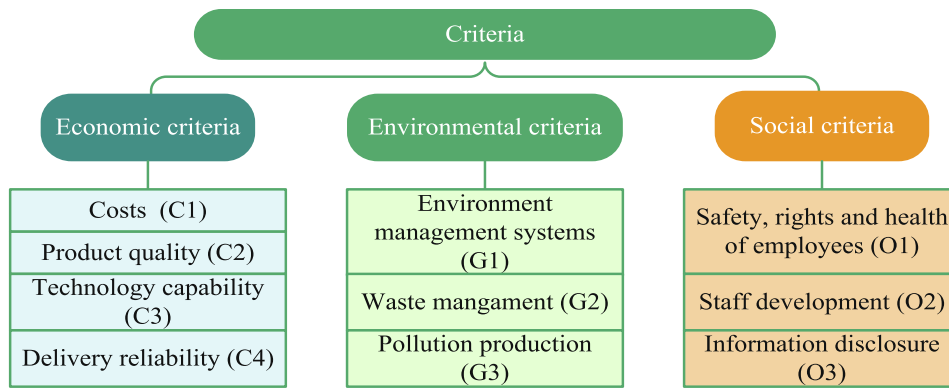 Criteria
Economic criteria
Environmental criteria
Social criteria
Costs (C1)
Product quality (C2)
Technology capability
(C3)
Delivery reliability (C4)
Environment
management systems
(G1)
Waste mangament (G2)
Pollution production
(G3)
Safety, rights and health
of employees (O1)
Staff development (O2)
Information disclosure
(O3)